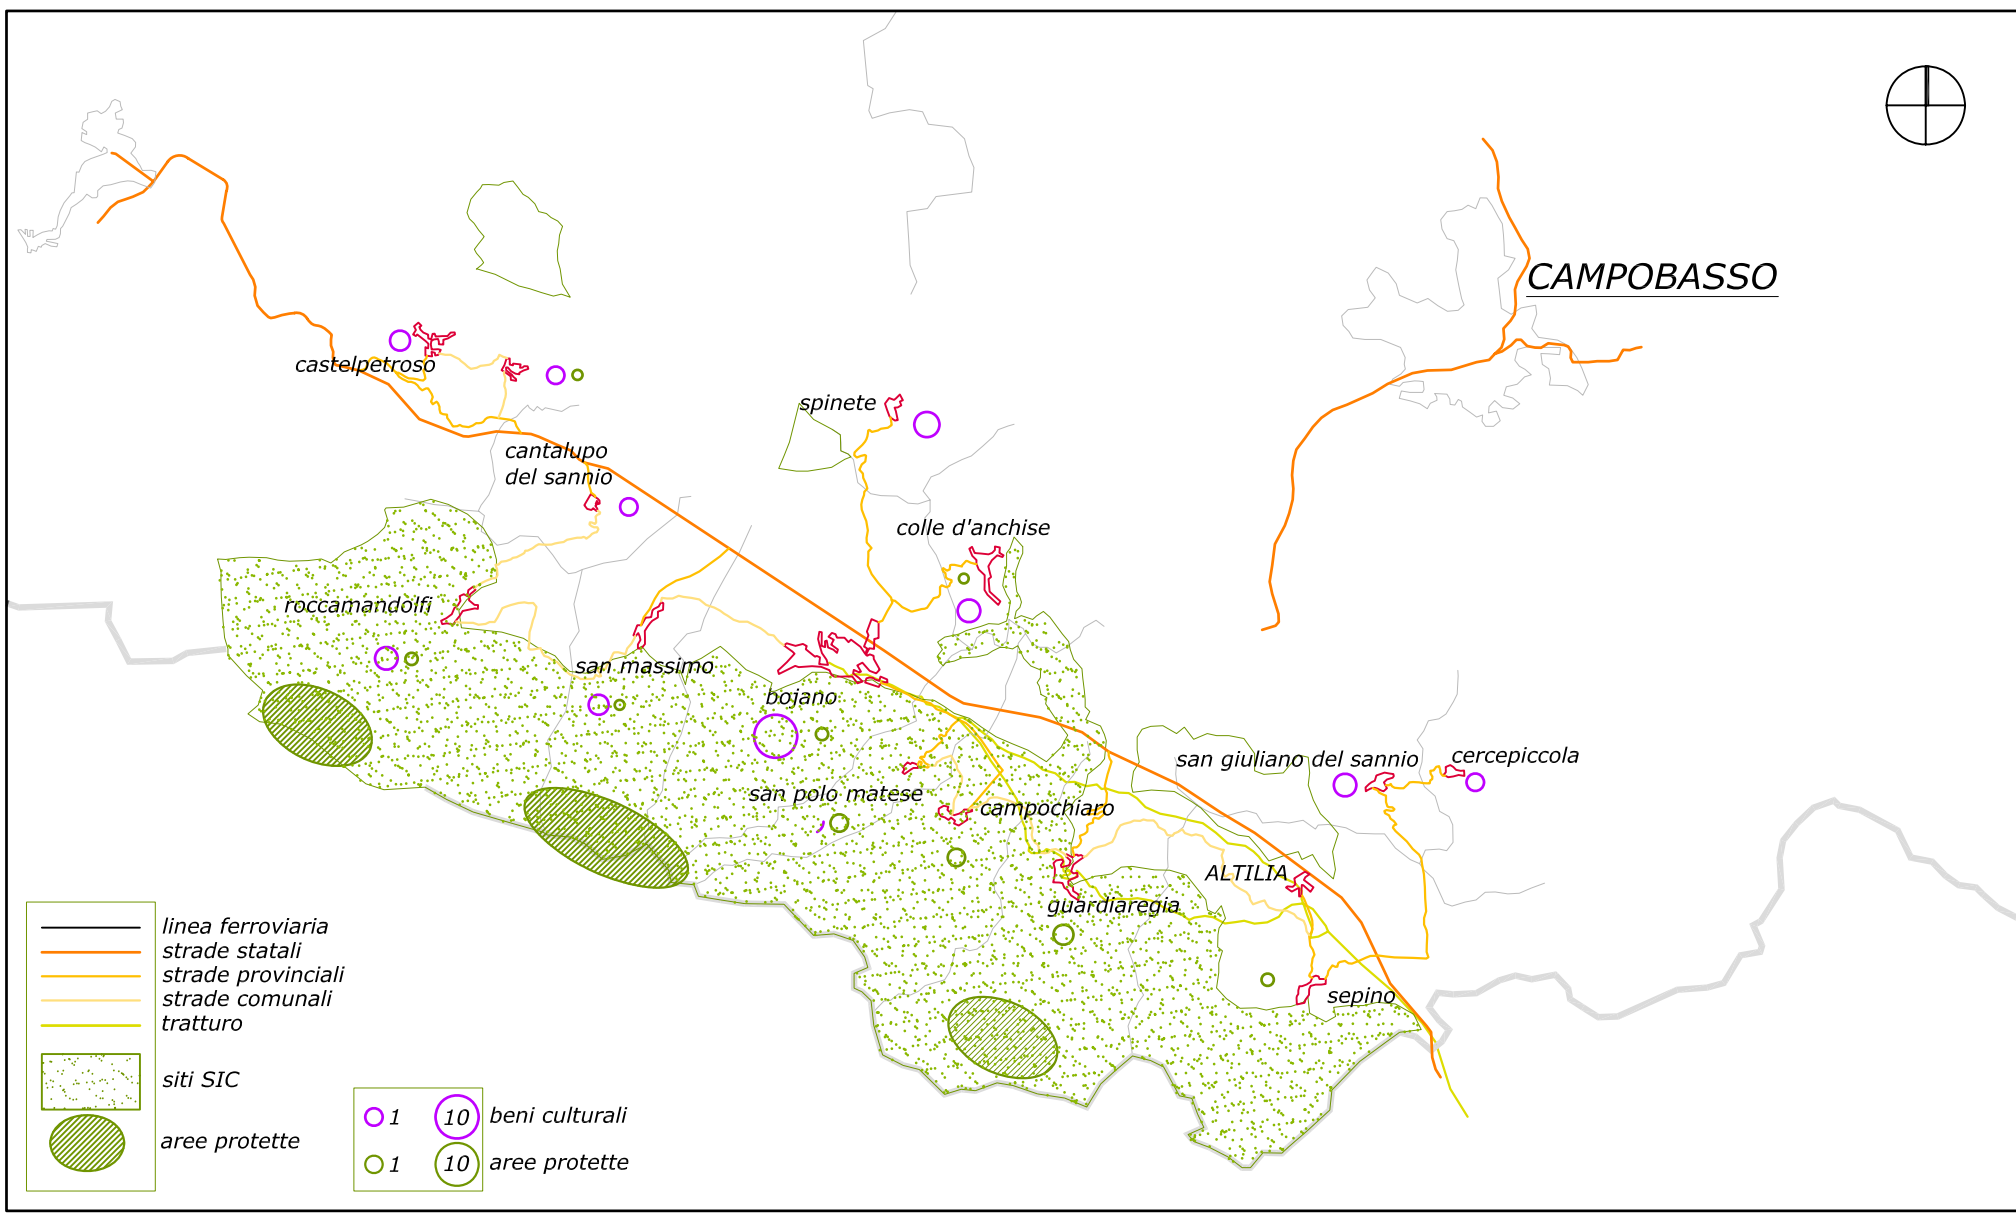 CAMPOBASSO
castelpetroso
spinete
cantalupo
del sannio
colle d'anchise
roccamandolfi
san massimo
bojano
san giuliano del sannio
cercepiccola
san polo matese
campochiaro
ALTILIA
guardiaregia
sepino
linea ferroviaria
strade statali
strade provinciali
strade comunali
tratturo
siti SIC
aree protette
1 10 beni culturali
1 10 aree protette